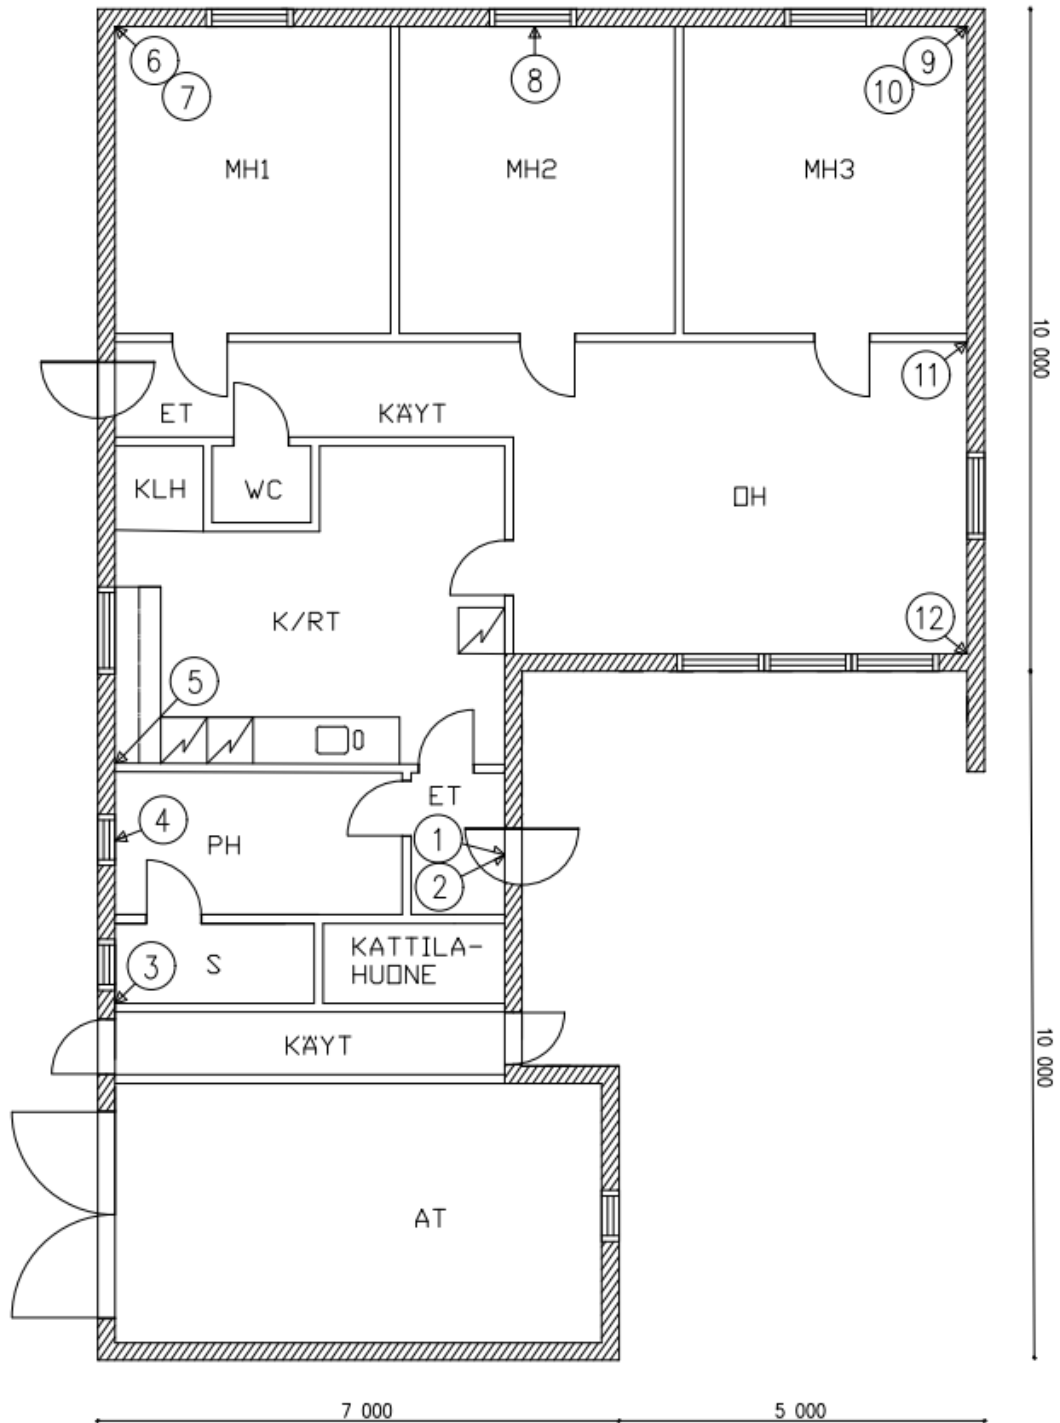 6
7
8
9
10
MH1
MH2
MH3
10 000
11
ET
KÄYT
KLH
WC
OH
K/RT
12
5
ET
4
PH
1
2
3
S
KATTILA-
HUONE
KÄYT
10 000
AT
7 000
5 000